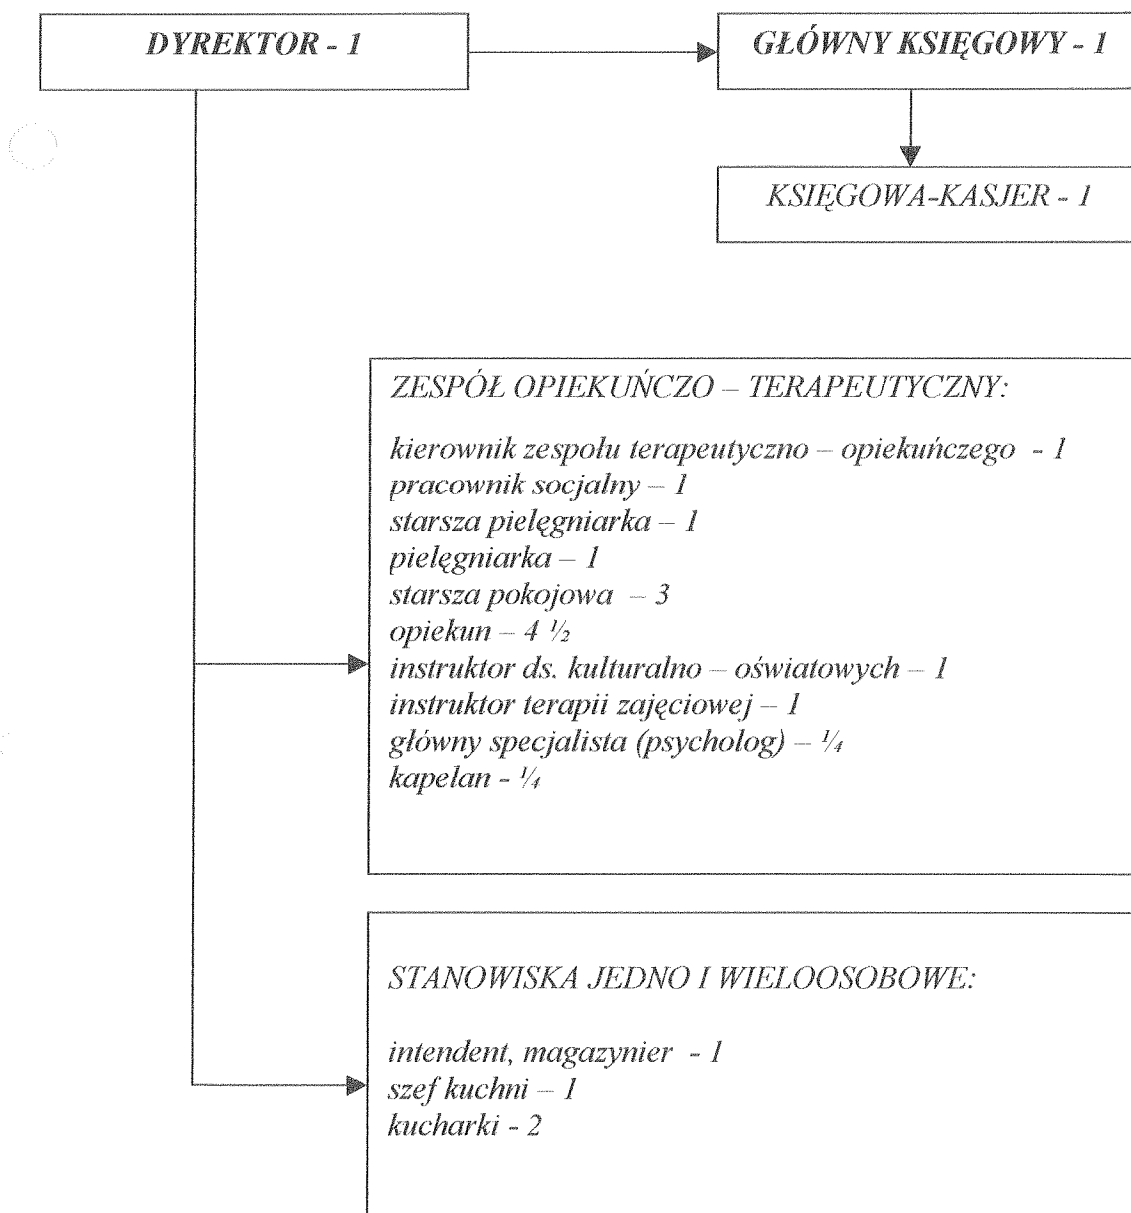 DYREKTOR - 1
GŁÓWNY KSIĘGOWY - 1
KSIĘGOWA-KASJER - 1
ZESPÓŁ OPIEKUŃCZO – TERAPEUTYCZNY:
kierownik zespołu terapeutyczno – opiekuńczego - 1
pracownik socjalny – 1
starsza pielęgniarka – 1
pielęgniarka – 1
starsza pokojowa – 3
opiekun – 4 ½
instruktor ds. kulturalno – oświatowych – 1
instruktor terapii zajęciowej – 1
główny specjalista (psycholog) – ¼
kapelan - ¼
STANOWISKA JEDNO I WIELOOSOBOWE:
intendent, magazynier - 1
szef kuchni – 1
kucharki - 2